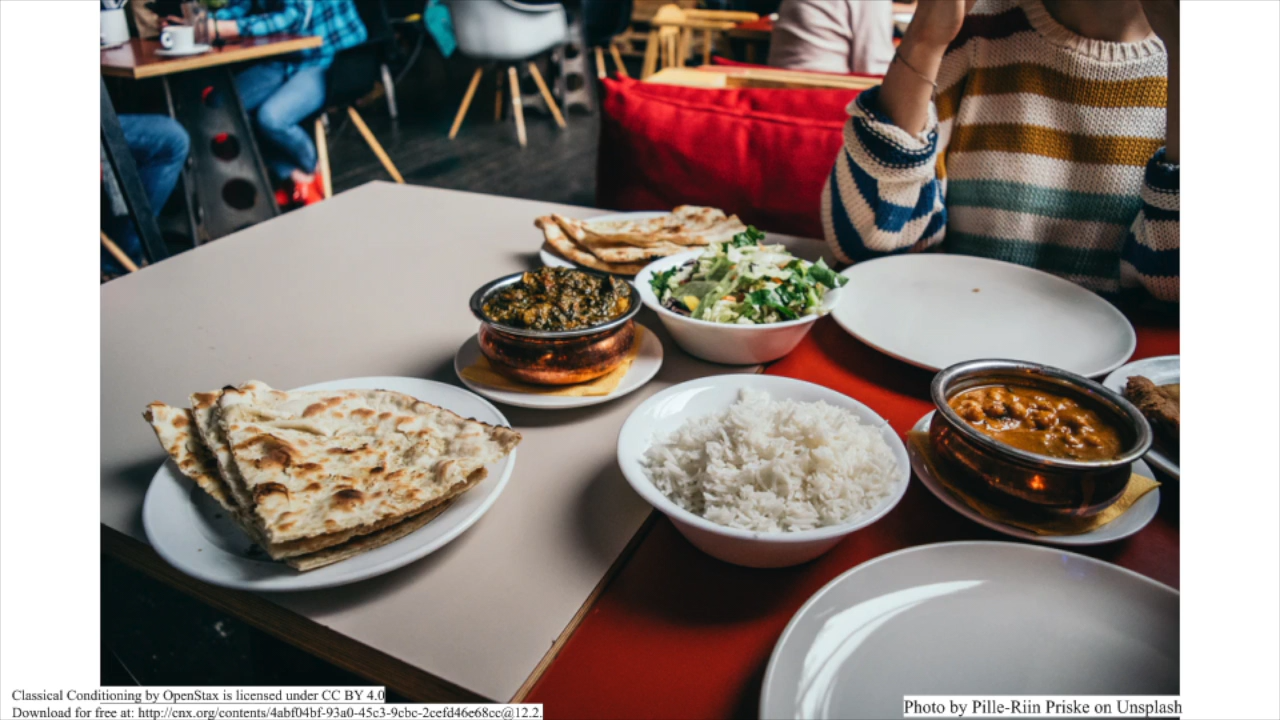 Classical Conditioning by OpenStax is licensed under CC BY 4.0
Download for free at: http://cnx.org/contents/4abf04bf-93a0-45c3-9cbc-2cefd46e68cc@12.2.
Photo by Pille-Riin Priske on Unsplash